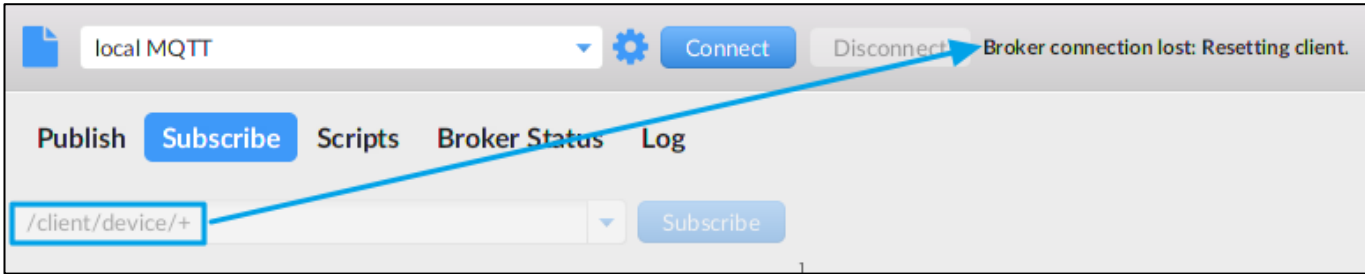 local MQTT Connect Disconnect Broker connection lost: Resetting client.
Publish Subscribe Scripts Broker Status Log
/client/device/+ Subscribe